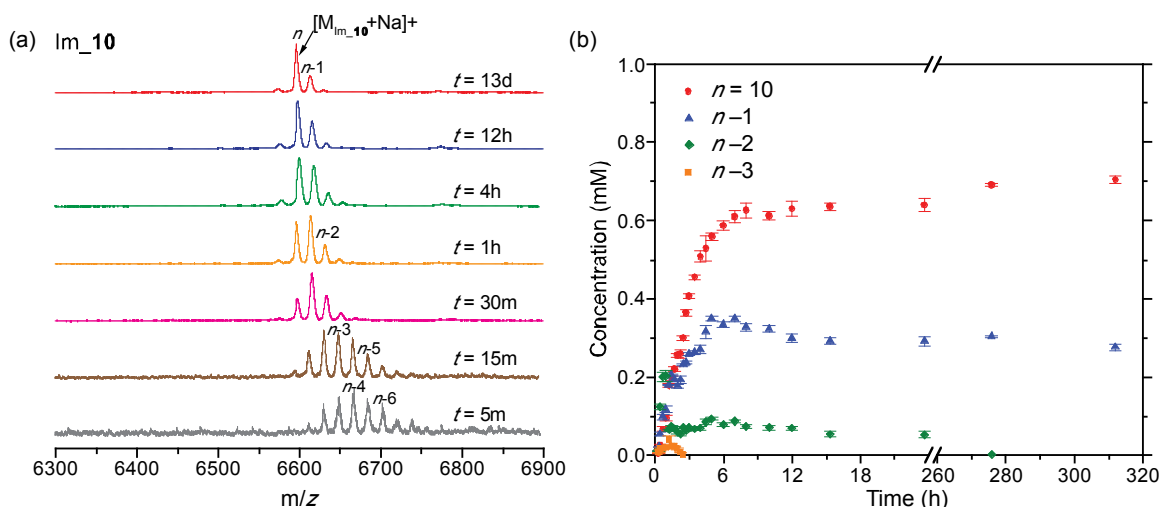 (a)
Im_10
n
[M_Im_10+Na]+
n-1
t = 13d
t = 12h
t = 4h
n-2
t = 1h
t = 30m
n-3
n-5
t = 15m
n-4
n-6
t = 5m
6300 6400 6500 6600 6700 6800 6900
m/z
(b)
n = 10
n –1
n –2
n –3
1.0
0.8
0.6
0.4
0.2
0.0
Concentration (mM)
0 6 12 18 24 260 280 300 320
Time (h)